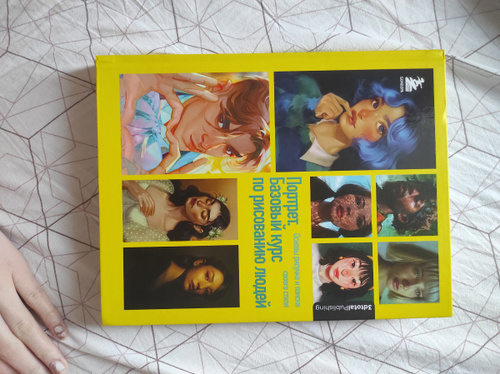 Портрет
Базовый курс
по рисованию людей
3dtotalPublishing